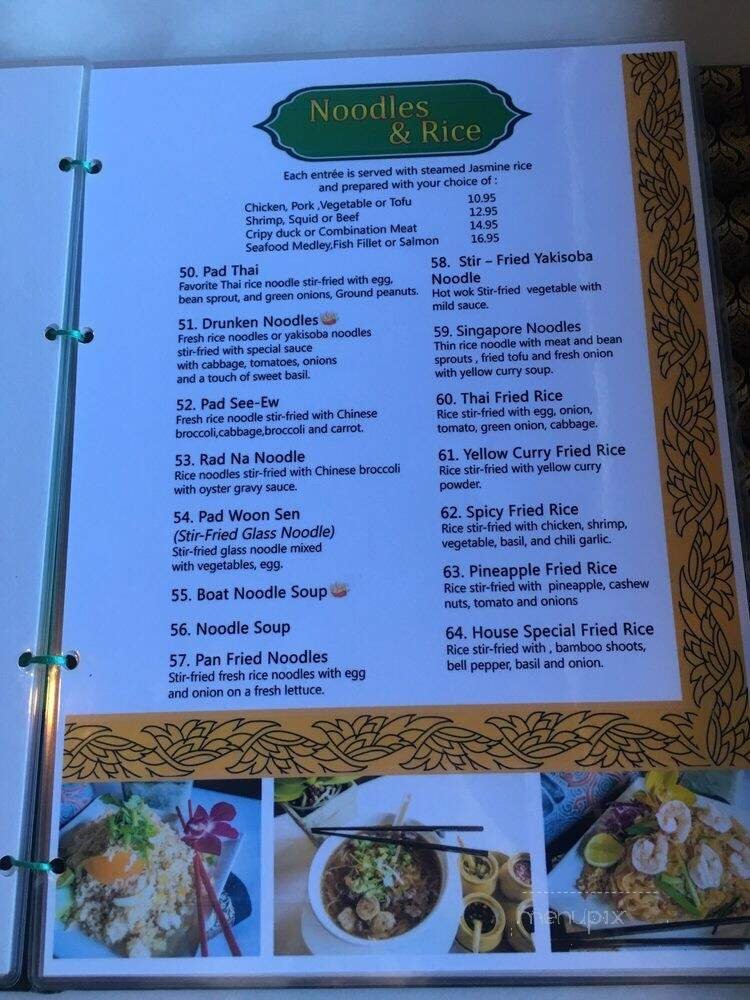 Noodles
& Rice
Each entrée is served with steamed Jasmine rice
and prepared with your choice of :
Chicken, Pork ,Vegetable or Tofu 10.95
Shrimp, Squid or Beef 12.95
Cripy duck or Combination Meat 14.95
Seafood Medley,Fish Fillet or Salmon 16.95
50. Pad Thai
Favorite Thai rice noodle stir-fried with egg,
bean sprout, and green onions, Ground peanuts.
51. Drunken Noodles
Fresh rice noodles or yakisoba noodles
stir-fried with special sauce
with cabbage, tomatoes, onions
and a touch of sweet basil.
52. Pad See-Ew
Fresh rice noodle stir-fried with Chinese
broccoli,cabbage,broccoli and carrot.
53. Rad Na Noodle
Rice noodles stir-fried with Chinese broccoli
with oyster gravy sauce.
54. Pad Woon Sen
(Stir-Fried Glass Noodle)
Stir-fried glass noodle mixed
with vegetables, egg.
55. Boat Noodle Soup
56. Noodle Soup
57. Pan Fried Noodles
Stir-fried fresh rice noodles with egg
and onion on a fresh lettuce.
58. Stir – Fried Yakisoba
Noodle
Hot wok Stir-fried vegetable with
mild sauce.
59. Singapore Noodles
Thin rice noodle with meat and bean
sprouts , fried tofu and fresh onion
with yellow curry soup.
60. Thai Fried Rice
Rice stir-fried with egg, onion,
tomato, green onion, cabbage.
61. Yellow Curry Fried Rice
Rice stir-fried with yellow curry
powder.
62. Spicy Fried Rice
Rice stir-fried with chicken, shrimp,
vegetable, basil, and chili garlic.
63. Pineapple Fried Rice
Rice stir-fried with pineapple, cashew
nuts, tomato and onions
64. House Special Fried Rice
Rice stir-fried with , bamboo shoots,
bell pepper, basil and onion.
menupix